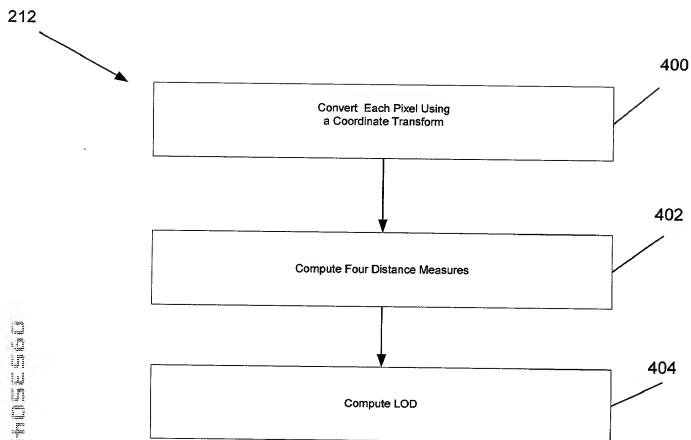 212
400
Convert Each Pixel Using
a Coordinate Transform
402
Compute Four Distance Measures
404
Compute LOD